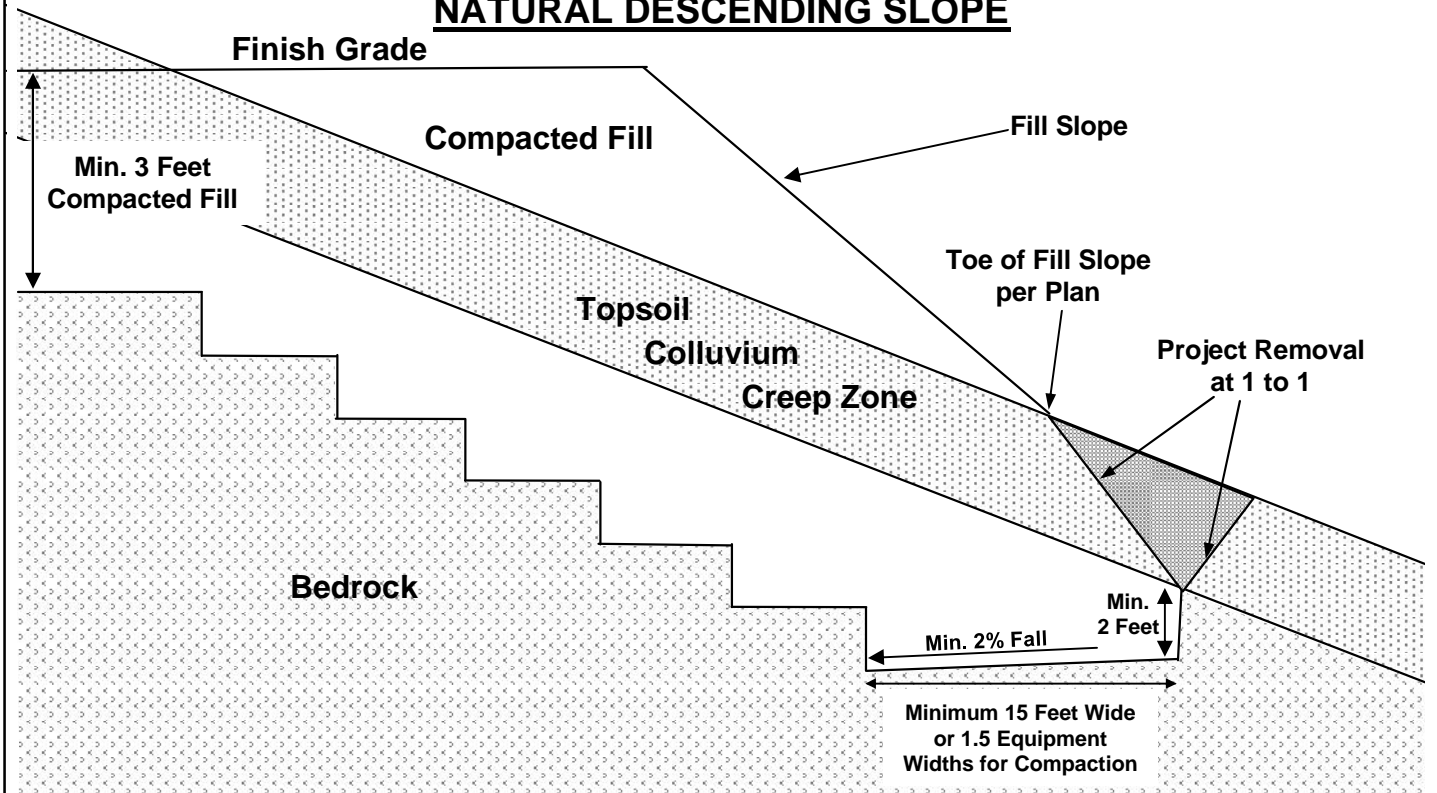 NATURAL DESCENDING SLOPE
Finish Grade
Compacted Fill
Fill Slope
Min. 3 Feet
Compacted Fill
Toe of Fill Slope
per Plan
Topsoil
Colluvium
Creep Zone
Project Removal
at 1 to 1
Bedrock
Min.
2 Feet
Min. 2% Fall
Minimum 15 Feet Wide
or 1.5 Equipment
Widths for Compaction